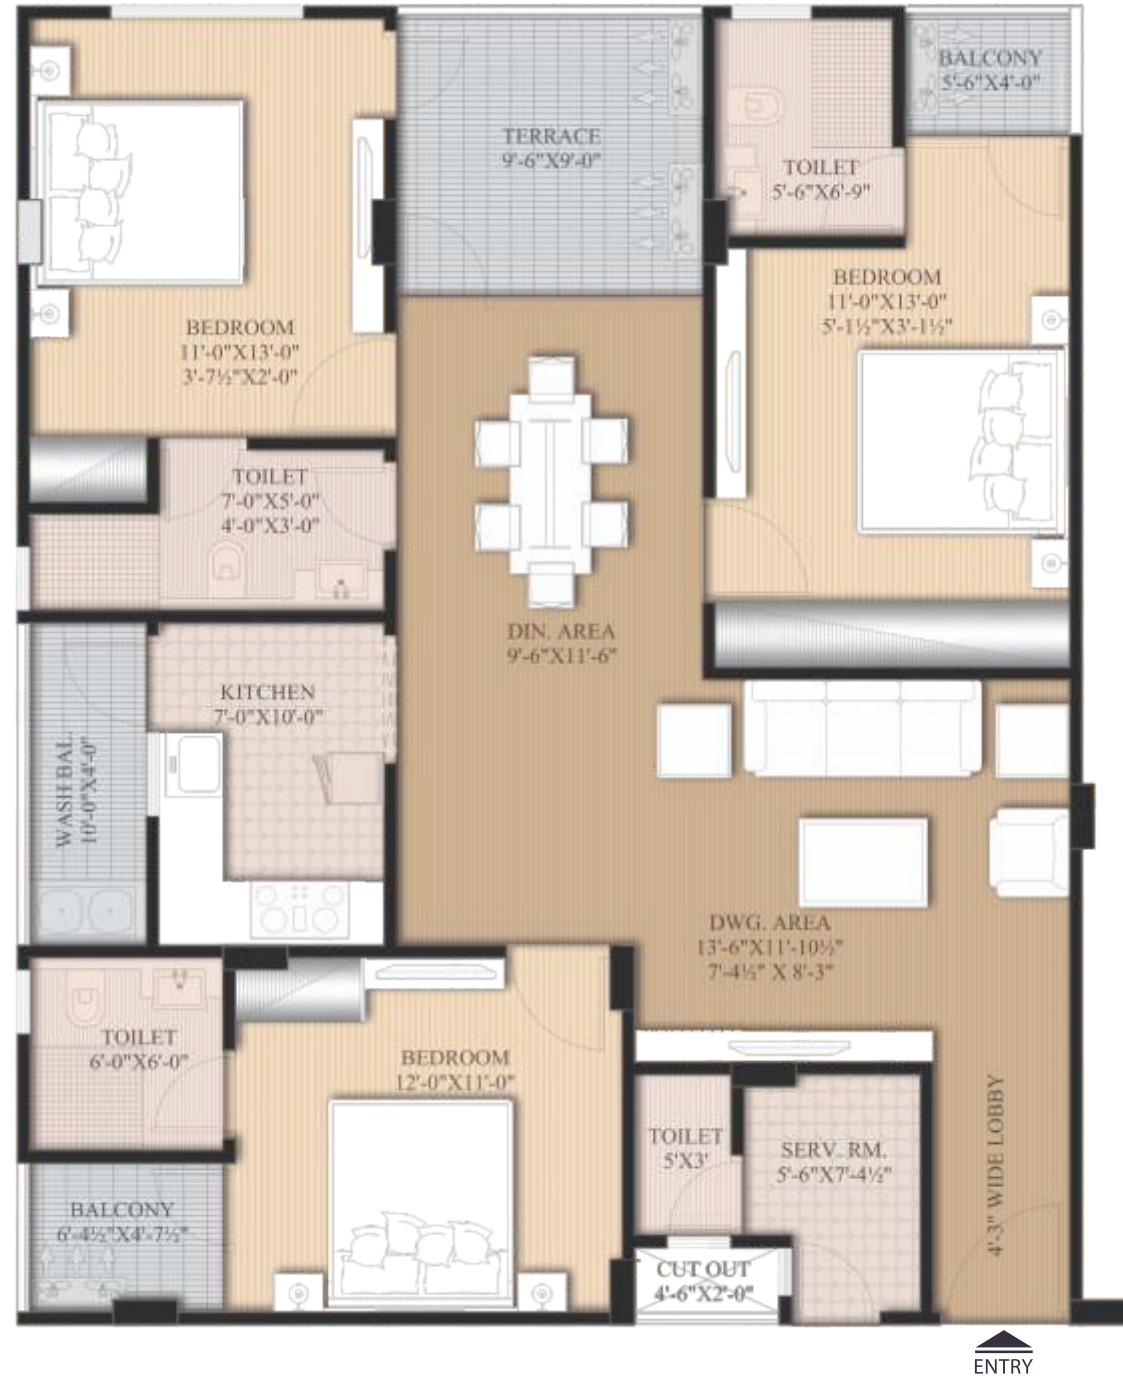 BALCONY
5'-6"X4'-0"
TERRACE
9'-6"X9'-0"
TOILET
5'-6"X6'-9"
BEDROOM
11'-0"X13'-0"
5'-1½"X3'-1½"
BEDROOM
11'-0"X13'-0"
3'-7½"X2'-0"
TOILET
7'-0"X5'-0"
4'-0"X3'-0"
DIN. AREA
9'-6"X11'-6"
KITCHEN
7'-0"X10'-0"
WASH BAL.
10'-0"X4'-0"
DWG. AREA
13'-6"X11'-10½"
7'-4½" X 8'-3"
TOILET
6'-0"X6'-0"
BEDROOM
12'-0"X11'-0"
TOILET
5'X3'
SERV. RM.
5'-6"X7'-4½"
4'-3" WIDE LOBBY
BALCONY
6'-4½"X4'-7½"
CUT OUT
4'-6"X2'-0"
ENTRY